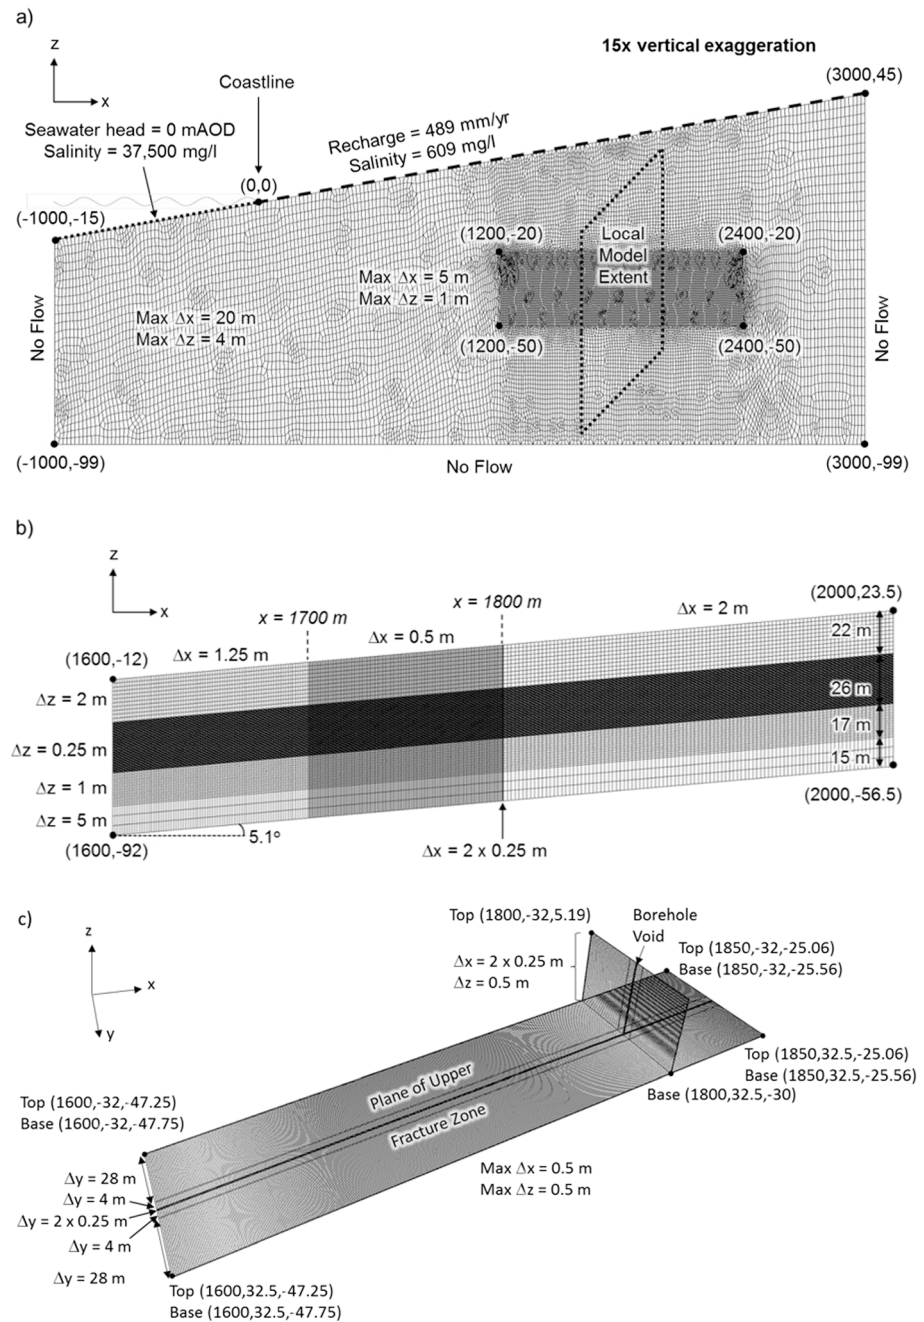 a)
15x vertical exaggeration
z
x
(3000,45)
Coastline
Seawater head = 0 mAOD
Salinity = 37,500 mg/l
Recharge = 489 mm/yr
Salinity = 609 mg/l
(0,0)
(-1000,-15)
(1200,-20)
Local
Model
Extent
(2400,-20)
Max Δx = 5 m
Max Δz = 1 m
Max Δx = 20 m
Max Δz = 4 m
No Flow
No Flow
(1200,-50)
(2400,-50)
(-1000,-99)
No Flow
(3000,-99)
b)
z
x
x = 1700 m
x = 1800 m
Δx = 2 m
(2000,23.5)
Δx = 0.5 m
22 m
(1600,-12)
Δx = 1.25 m
Δz = 2 m
26 m
17 m
Δz = 0.25 m
15 m
Δz = 1 m
(2000,-56.5)
Δz = 5 m
5.1°
(1600,-92)
Δx = 2 x 0.25 m
c)
z
x
y
Top (1800,-32,5.19)
Borehole
Void
Δx = 2 x 0.25 m
Δz = 0.5 m
Top (1850,-32,-25.06)
Base (1850,-32,-25.56)
Top (1850,32.5,-25.06)
Base (1850,32.5,-25.56)
Base (1800,32.5,-30)
Plane of Upper
Fracture Zone
Top (1600,-32,-47.25)
Base (1600,-32,-47.75)
Max Δx = 0.5 m
Max Δz = 0.5 m
Δy = 28 m
Δy = 4 m
Δy = 2 x 0.25 m
Δy = 4 m
Δy = 28 m
Top (1600,32.5,-47.25)
Base (1600,32.5,-47.75)